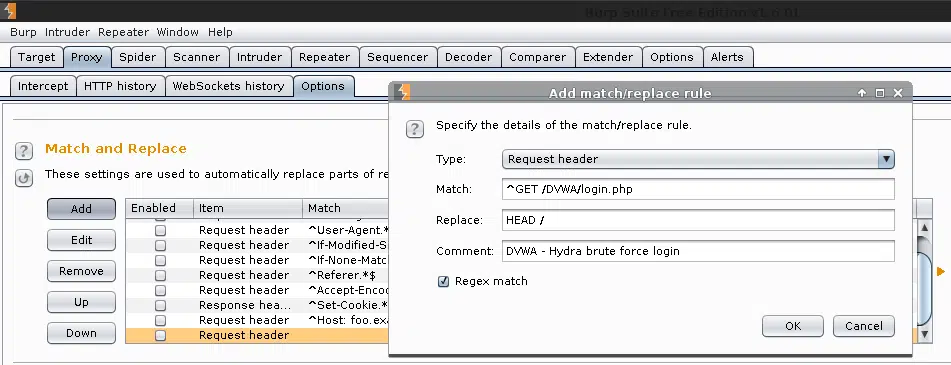 Burp Suite Free Edition v1.6.01
Burp Intruder Repeater Window Help
Target Proxy Spider Scanner Intruder Repeater Sequencer Decoder Comparer Extender Options Alerts
Intercept HTTP history WebSockets history Options
Add match/replace rule
? Specify the details of the match/replace rule.
Type: Request header
Match: ^GET /DVWA/login.php
Replace: HEAD /
Comment: DVWA - Hydra brute force login
Regex match
OK Cancel
? Match and Replace
These settings are used to automatically replace parts of re
Add Edit Remove Up Down
Enabled Item Match
Request header ^User-Agent.*
Request header ^If-Modified-S
Request header ^If-None-Matc
Request header ^Referer.*$
Request header ^Accept-Encod
Response hea... ^Set-Cookie.*
Request header ^Host: foo.exa
Request header